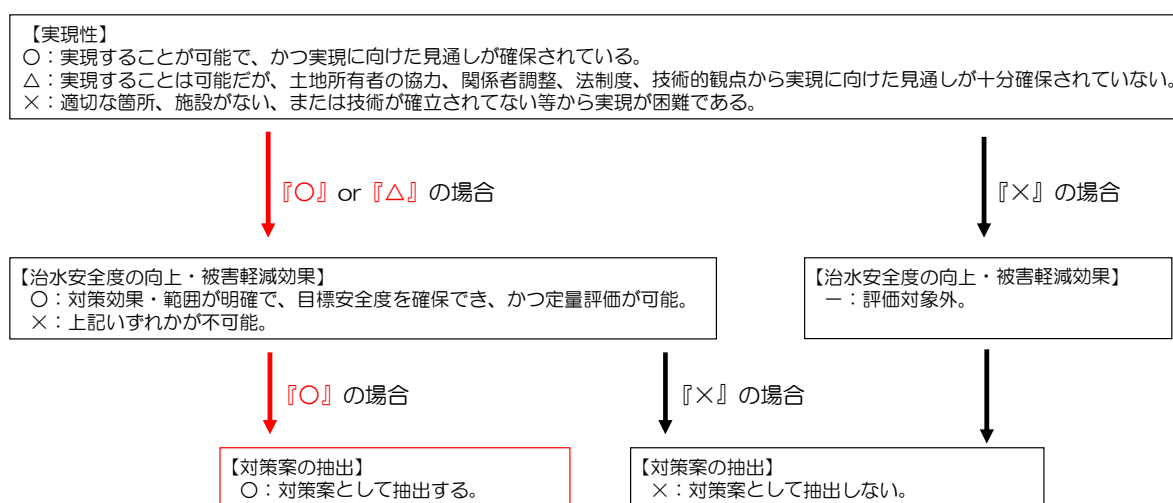 【実現性】
〇：実現することが可能で、かつ実現に向けた見通しが確保されている。
△：実現することは可能だが、土地所有者の協力、関係者調整、法制度、技術的観点から実現に向けた見通しが十分確保されていない。
×：適切な箇所、施設がない、または技術が確立されてない等から実現が困難である。
『〇』or『△』の場合
『×』の場合
【治水安全度の向上・被害軽減効果】
〇：対策効果・範囲が明確で、目標安全度を確保でき、かつ定量評価が可能。
×：上記いずれかが不可能。
【治水安全度の向上・被害軽減効果】
－：評価対象外。
『〇』の場合
『×』の場合
【対策案の抽出】
〇：対策案として抽出する。
【対策案の抽出】
×：対策案として抽出しない。